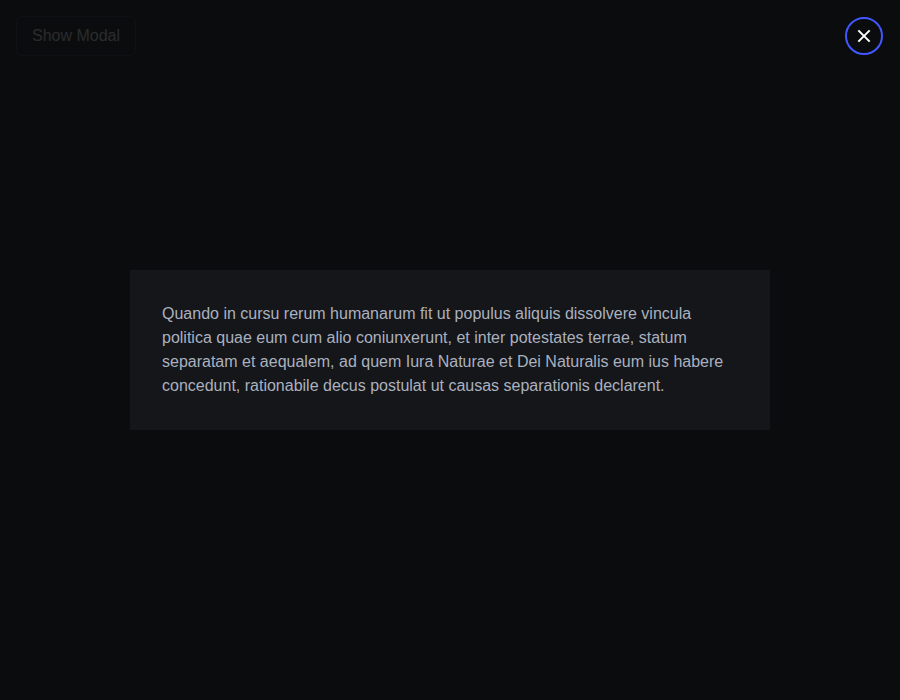 Show Modal
Quando in cursu rerum humanarum fit ut populus aliquis dissolvere vincula
politica quae eum cum alio coniunxerunt, et inter potestates terrae, statum
separatam et aequalem, ad quem Iura Naturae et Dei Naturalis eum ius habere
concedunt, rationabile decus postulat ut causas separationis declarent.